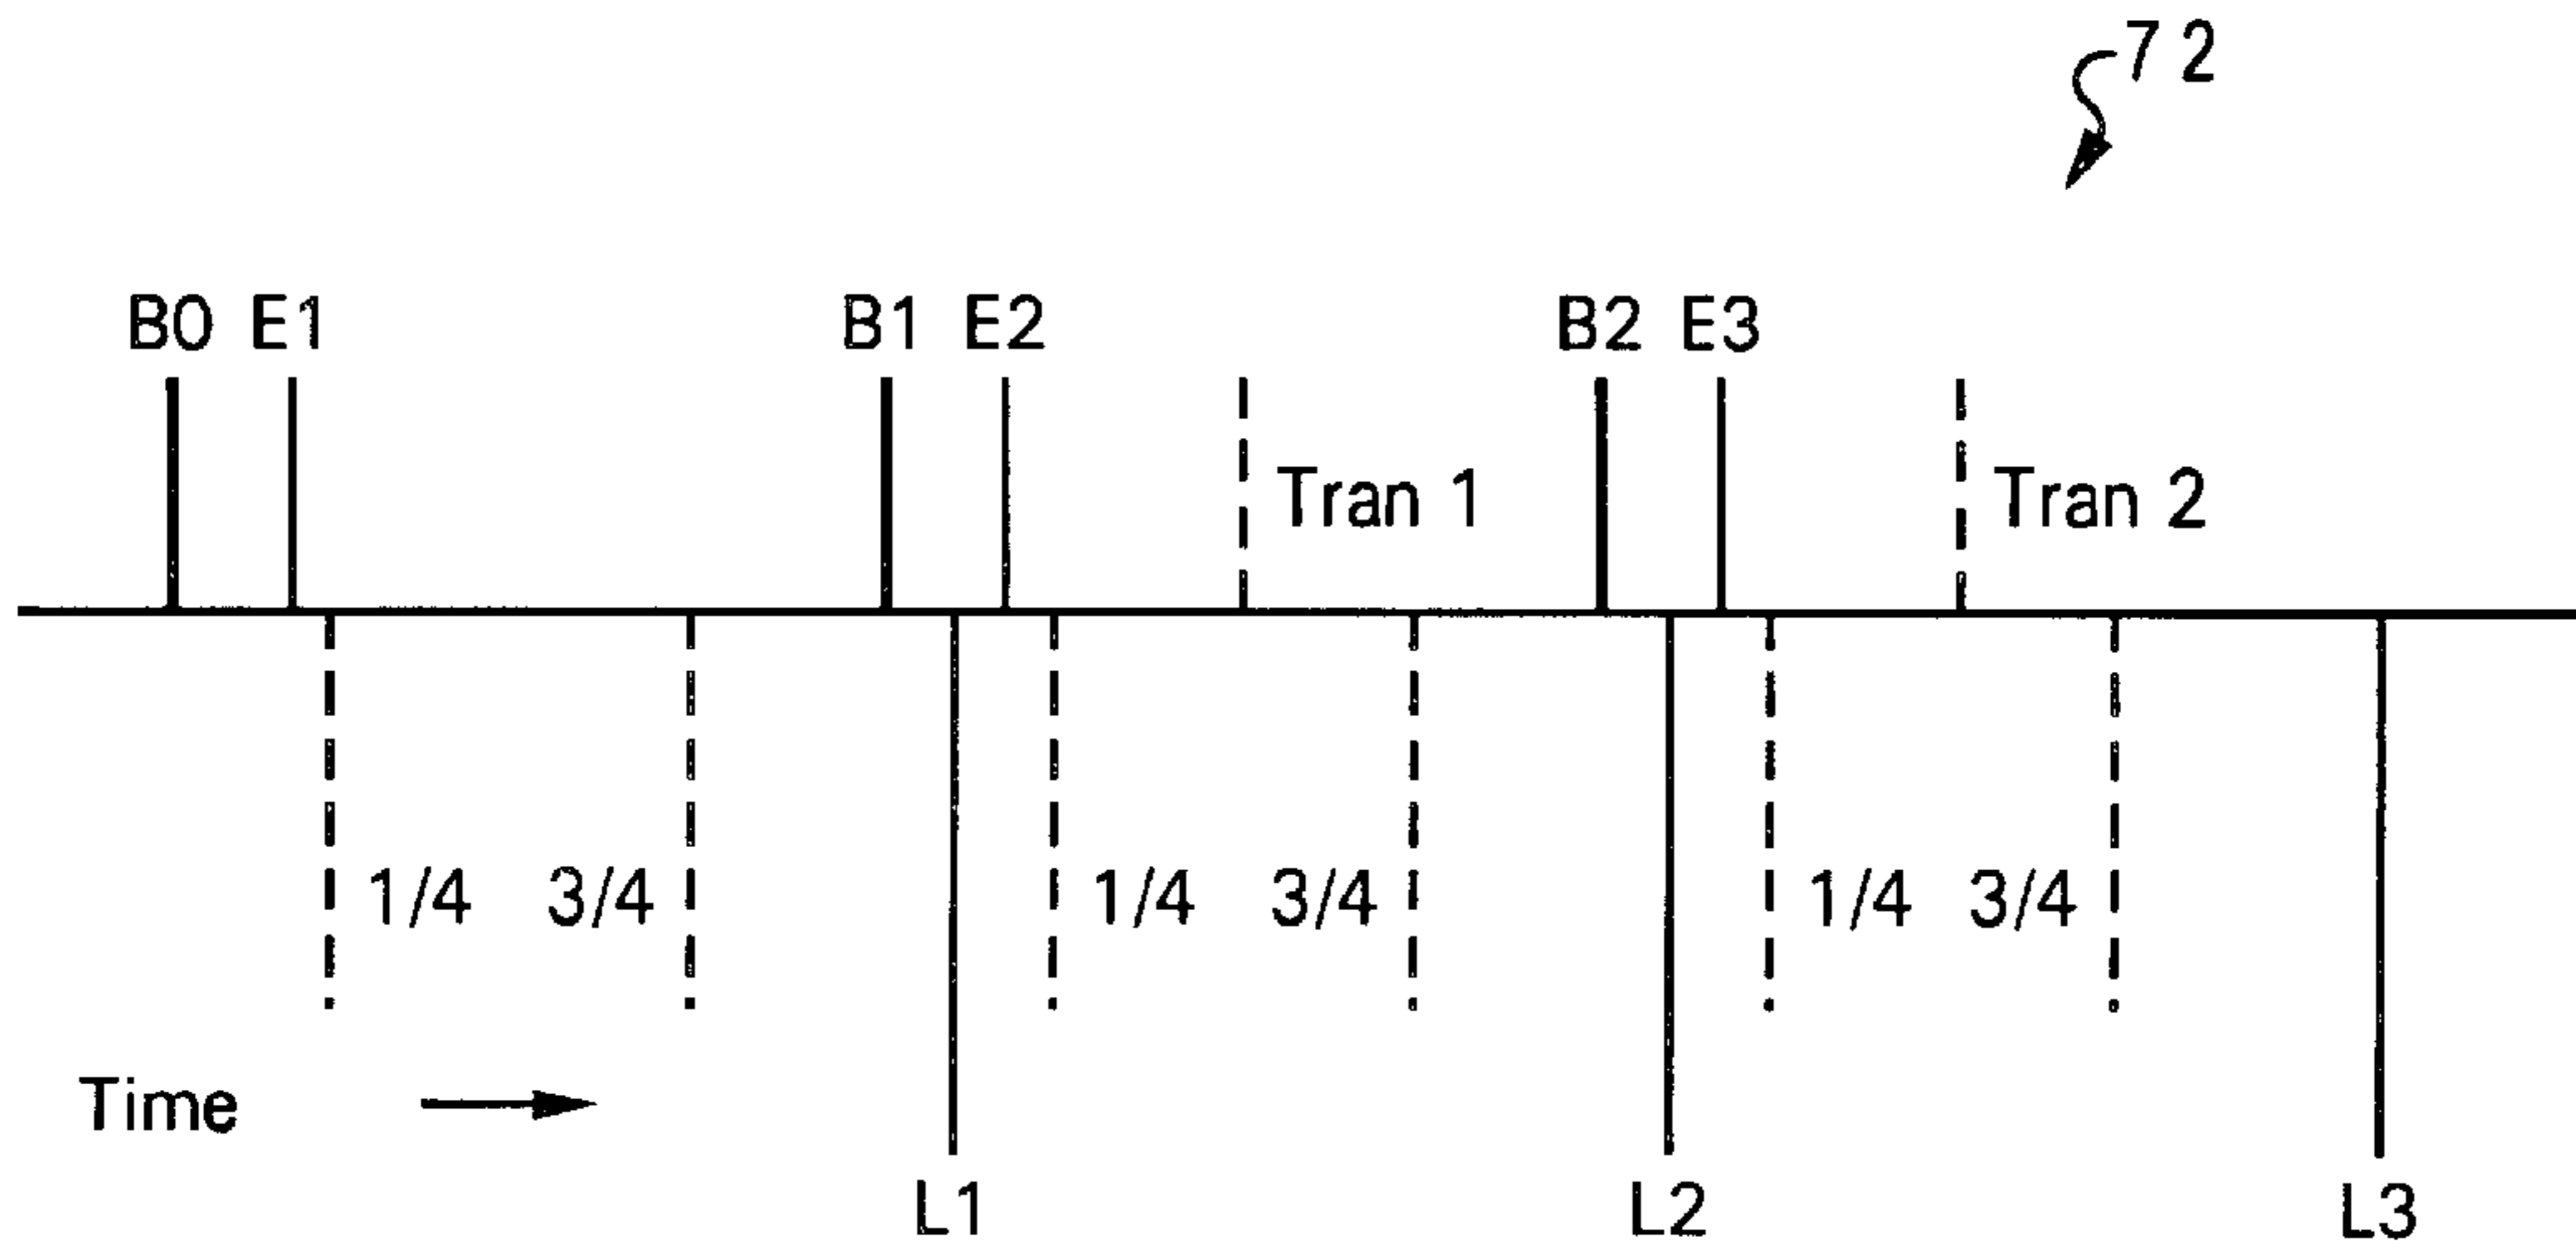 72
B0 E1 B1 E2 B2 E3
Tran 1 Tran 2
1/4 3/4 1/4 3/4 1/4 3/4
Time
L1 L2 L3